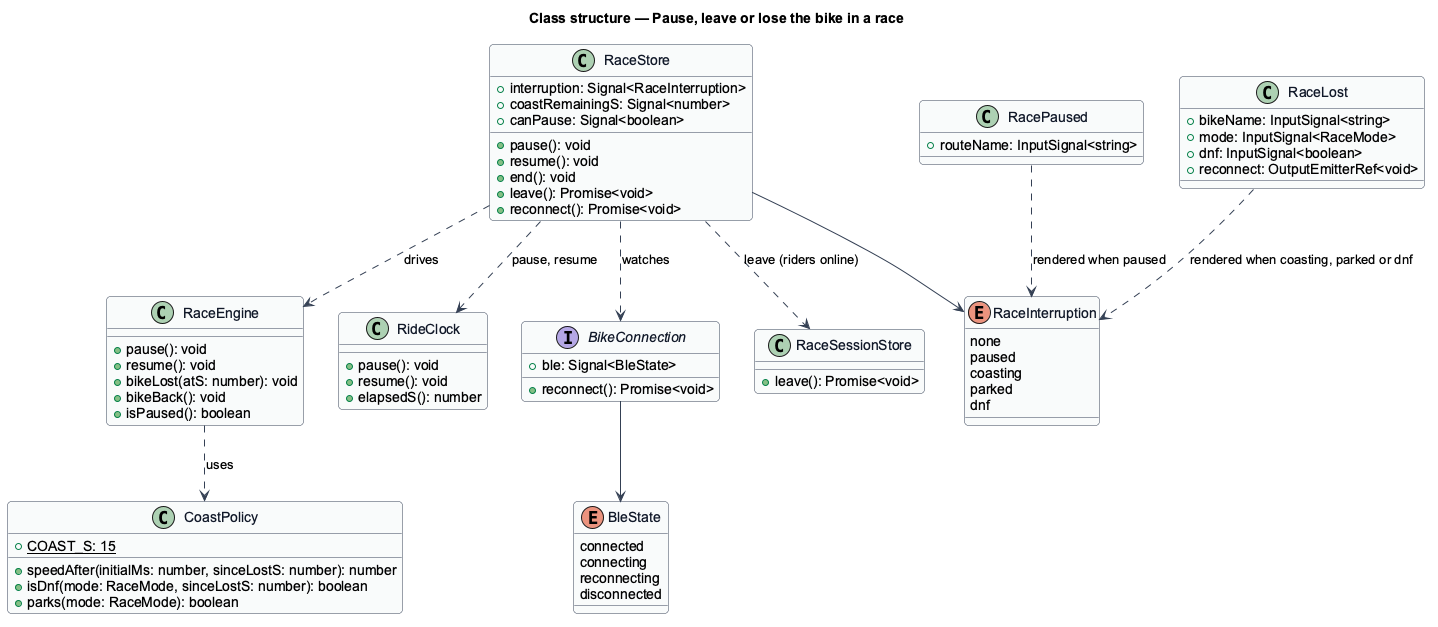 Class structure — Pause, leave or lose the bike in a race
C RaceStore
interruption: Signal<RaceInterruption>
coastRemainingS: Signal<number>
canPause: Signal<boolean>
pause(): void
resume(): void
end(): void
leave(): Promise<void>
reconnect(): Promise<void>
C RacePaused
routeName: InputSignal<string>
C RaceLost
bikeName: InputSignal<string>
mode: InputSignal<RaceMode>
dnf: InputSignal<boolean>
reconnect: OutputEmitterRef<void>
drives
pause, resume
watches
leave (riders online)
rendered when paused
rendered when coasting, parked or dnf
C RaceEngine
pause(): void
resume(): void
bikeLost(atS: number): void
bikeBack(): void
isPaused(): boolean
C RideClock
pause(): void
resume(): void
elapsedS(): number
I BikeConnection
ble: Signal<BleState>
reconnect(): Promise<void>
C RaceSessionStore
leave(): Promise<void>
E RaceInterruption
none
paused
coasting
parked
dnf
uses
C CoastPolicy
COAST_S: 15
speedAfter(initialMs: number, sinceLostS: number): number
isDnf(mode: RaceMode, sinceLostS: number): boolean
parks(mode: RaceMode): boolean
E BleState
connected
connecting
reconnecting
disconnected